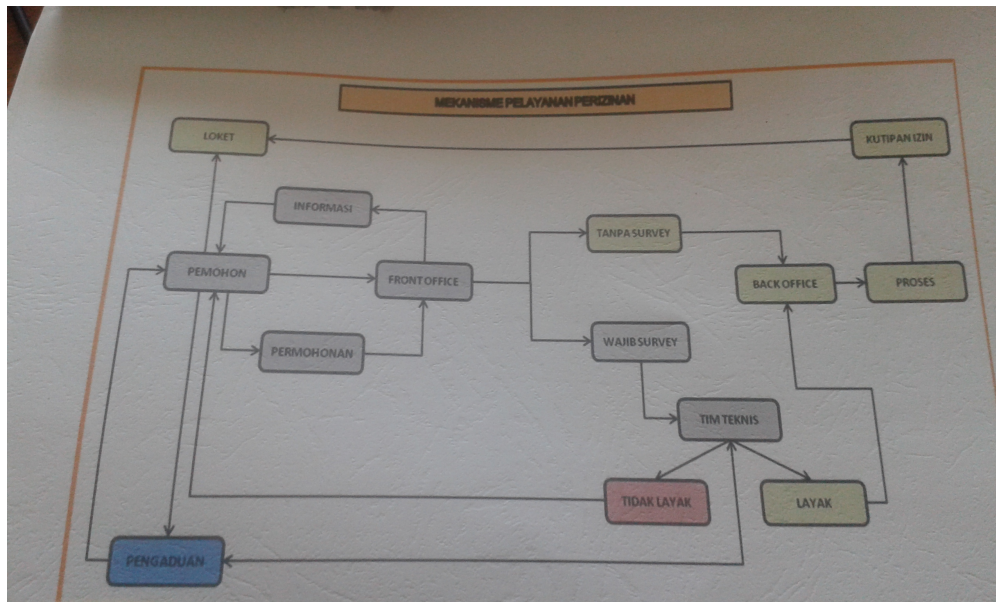 MEKANISME PELAYANAN PERIZINAN
LOKET
KUTIPAN IZIN
INFORMASI
TANPA SURVEY
PEMOHON
FRONT OFFICE
BACK OFFICE
PROSES
PERMOHONAN
WAJIB SURVEY
TIM TEKNIS
TIDAK LAYAK
LAYAK
PENGADUAN